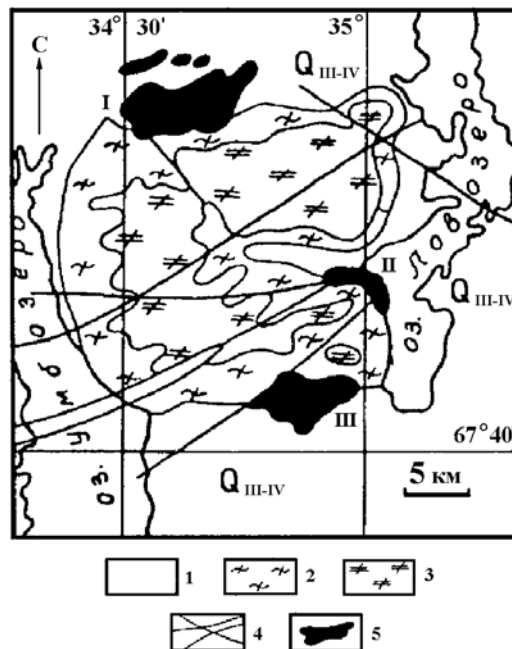 34° 30'
35°
С
I
Q III-IV
оз. Ловозеро
II
Q III-IV
оз. Умбозеро
III
67° 40
Q III-IV
5 км
1
2
3
4
5